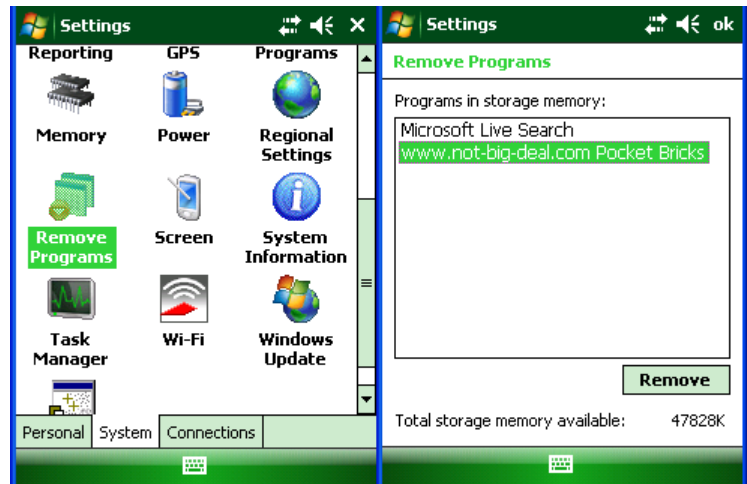 Settings
Reporting GPS Programs
Memory Power Regional
Settings
Remove Screen System
Programs Information
Task Wi-Fi Windows
Manager Update
Personal System Connections
Settings ok
Remove Programs
Programs in storage memory:
Microsoft Live Search
www.not-big-deal.com Pocket Bricks
Remove
Total storage memory available: 47828K